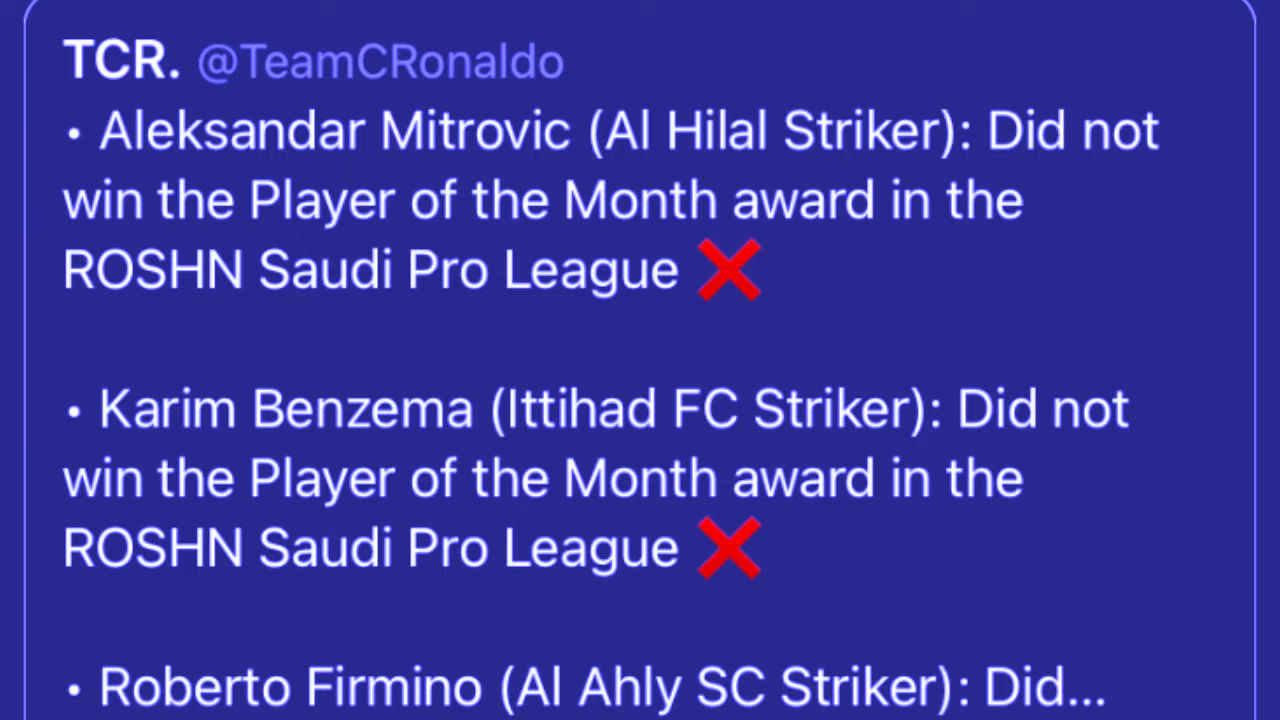 TCR. @TeamCRonaldo
• Aleksandar Mitrovic (Al Hilal Striker): Did not
win the Player of the Month award in the
ROSHN Saudi Pro League ❌
• Karim Benzema (Ittihad FC Striker): Did not
win the Player of the Month award in the
ROSHN Saudi Pro League ❌
• Roberto Firmino (Al Ahly SC Striker): Did...